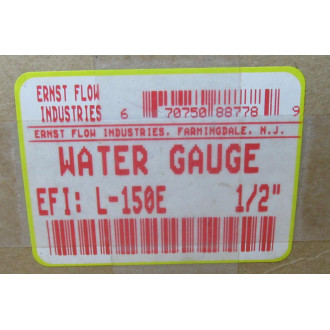 ERNST FLOW
INDUSTRIES
6 70750 88778 9
ERNST FLOW INDUSTRIES, FARMINGDALE, N.J.
WATER GAUGE
EFI: L-150E 1/2"